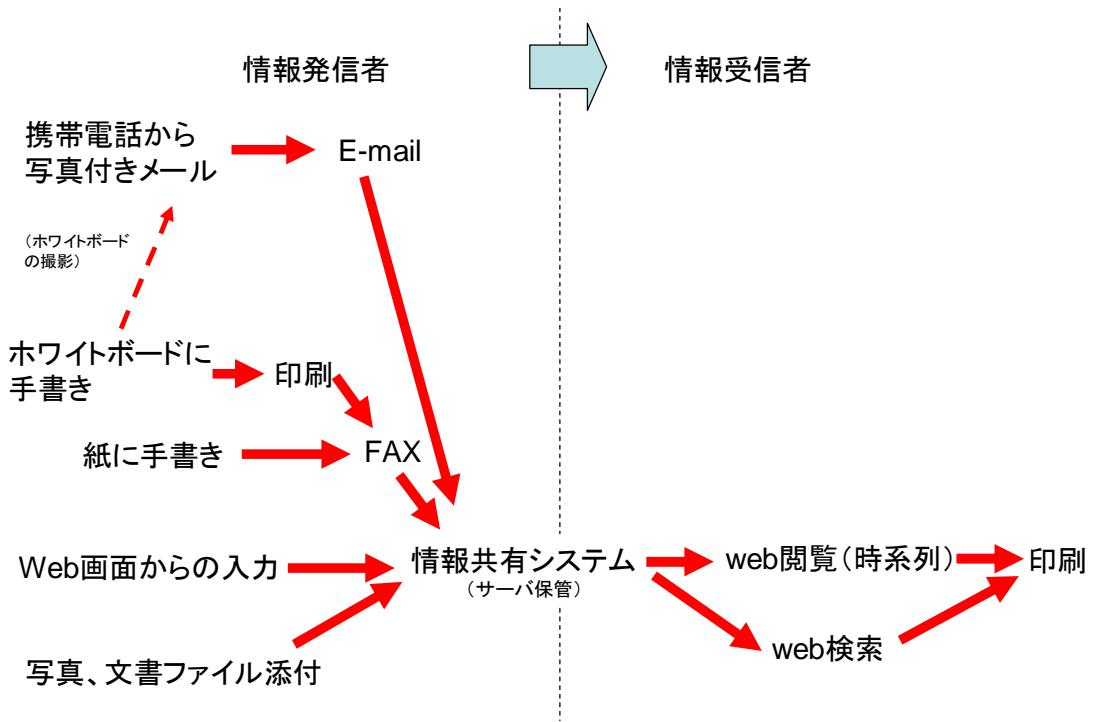 情報発信者
情報受信者
携帯電話から
写真付きメール
E-mail
（ホワイトボード
の撮影）
ホワイトボードに
手書き
印刷
紙に手書き
FAX
Web画面からの入力
情報共有システム
（サーバ保管）
web閲覧（時系列）
印刷
web検索
写真、文書ファイル添付